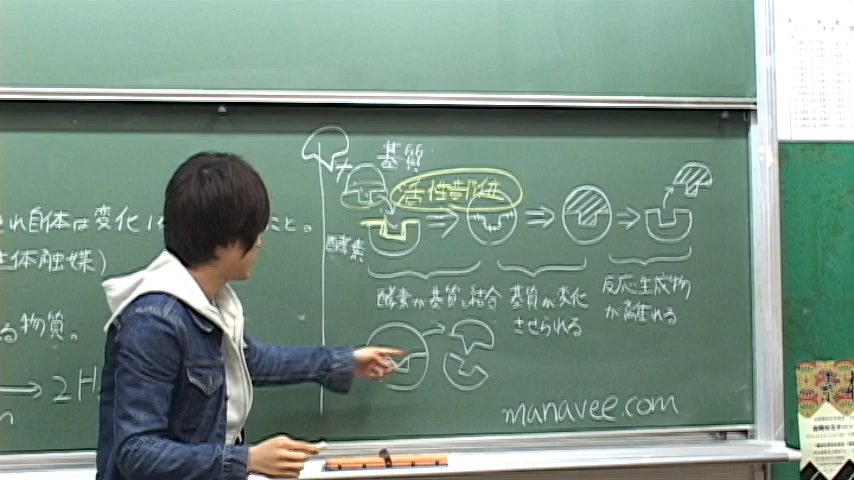 基質
活性部位
酵素
それ自体は変化
こと。
生体触媒)
る物質。
→ 2H
酵素が基質と結合
基質が変化
させられる
反応生成物
が離れる
manavee.com